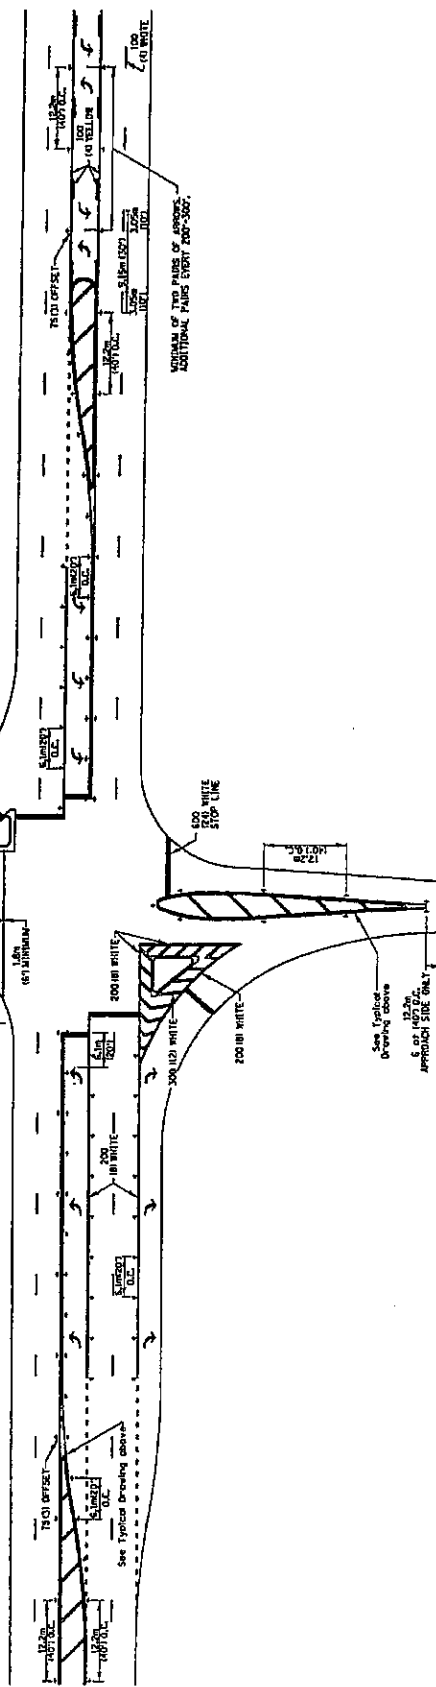 100
(4) WHITE
12.2m
(40') O.C.
100
(4) YELLOW
75(3) OFFSET
3.05m
(10')
9.15m (30')
3.05m
(10')
12.2m
(40') O.C.
MINIMUM OF TWO PAIRS OF ARROWS.
ADDITIONAL PAIRS EVERY 200'-300'.
6.1m(20')
O.C.
6.1m(20')
O.C.
600
(24) WHITE
STOP LINE
12.2m
(40') O.C.
1.8m
(6') MINIMUM
200 (8) WHITE
300 (12) WHITE
200 (8) WHITE
See Typical
Drawing above
12.2m
6 at (40') O.C.
APPROACH SIDE ONLY
6.1m
(20')
200
(8) WHITE
6.1m(20')
O.C.
75(3) OFFSET
6.1m(20')
O.C.
See Typical Drawing above
12.2m
(40') O.C.
12.2m
(40') O.C.